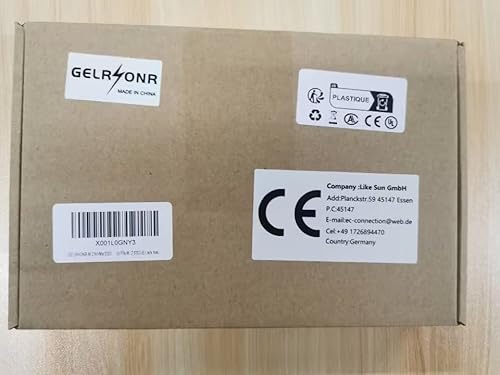 GELRSONR
MADE IN CHINA
PLASTIQUE
CE
X001L0GNY3
CE
Company :Like Sun GmbH
Add:Planckstr,59 45147 Essen
P.C:45147
E-mail:ec-connection@web.de
Cel:+49 1726894470
Country:Germany